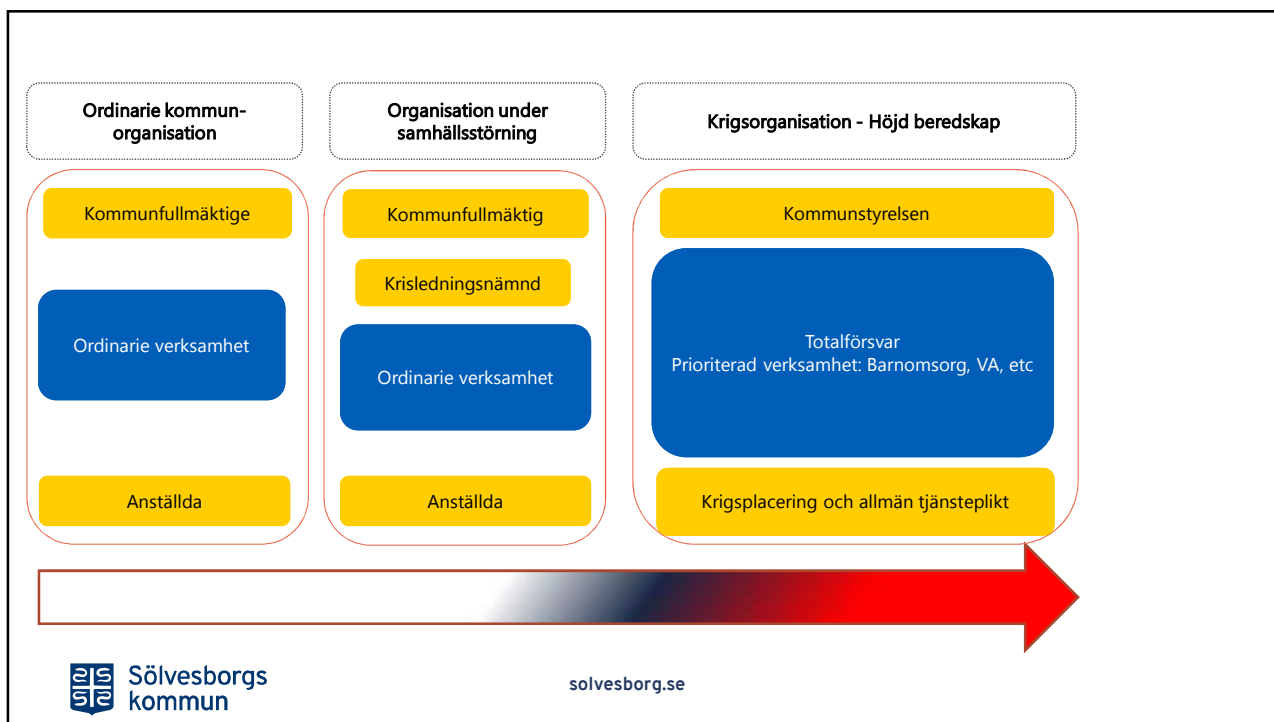 Ordinarie kommun-
organisation
Organisation under
samhällsstörning
Krigsorganisation - Höjd beredskap
Kommunfullmäktige
Ordinarie verksamhet
Anställda
Kommunfullmäktig
Krisledningsnämnd
Ordinarie verksamhet
Anställda
Kommunstyrelsen
Totalförsvar
Prioriterad verksamhet: Barnomsorg, VA, etc
Krigsplacering och allmän tjänsteplikt
Sölvesborgs
kommun
solvesborg.se